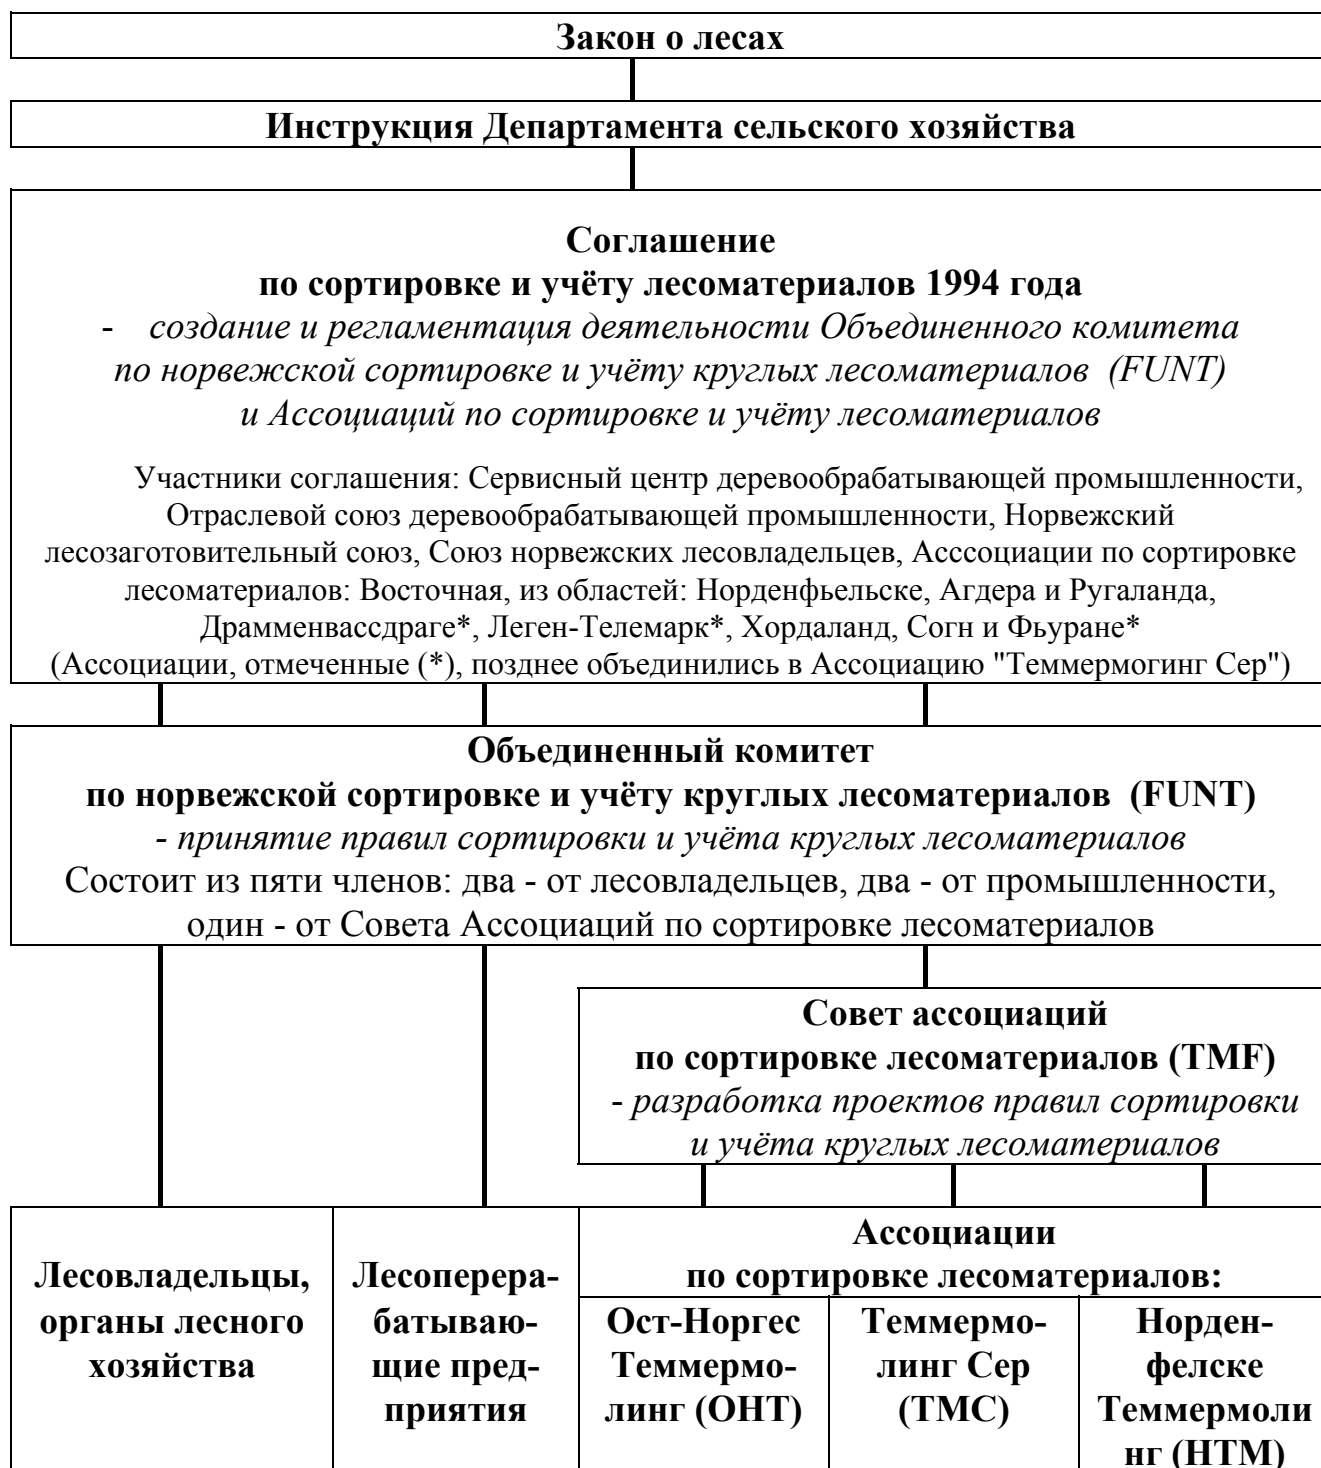 Закон о лесах
Инструкция Департамента сельского хозяйства
Соглашение
по сортировке и учёту лесоматериалов 1994 года
- создание и регламентация деятельности Объединенного комитета
по норвежской сортировке и учёту круглых лесоматериалов (FUNT)
и Ассоциаций по сортировке и учёту лесоматериалов
Участники соглашения: Сервисный центр деревообрабатывающей промышленности,
Отраслевой союз деревообрабатывающей промышленности, Норвежский
лесозаготовительный союз, Союз норвежских лесовладельцев, Асссоциации по сортировке
лесоматериалов: Восточная, из областей: Норденфьельске, Агдера и Ругаланда,
Драмменвассдраге*, Леген-Телемарк*, Хордаланд, Согн и Фьуране*
(Ассоциации, отмеченные (*), позднее объединились в Ассоциацию "Теммермогинг Сер")
Объединенный комитет
по норвежской сортировке и учёту круглых лесоматериалов (FUNT)
- принятие правил сортировки и учёта круглых лесоматериалов
Состоит из пяти членов: два - от лесовладельцев, два - от промышленности,
один - от Совета Ассоциаций по сортировке лесоматериалов
Совет ассоциаций
по сортировке лесоматериалов (TMF)
- разработка проектов правил сортировки
и учёта круглых лесоматериалов
Лесовладельцы,
органы лесного
хозяйства
Лесоперера-
батываю-
щие пред-
приятия
Ассоциации
по сортировке лесоматериалов:
Ост-Норгес
Теммермо-
линг (ОНТ)
Теммермо-
линг Сер
(ТМС)
Норден-
фелске
Теммермоли
нг (НТМ)